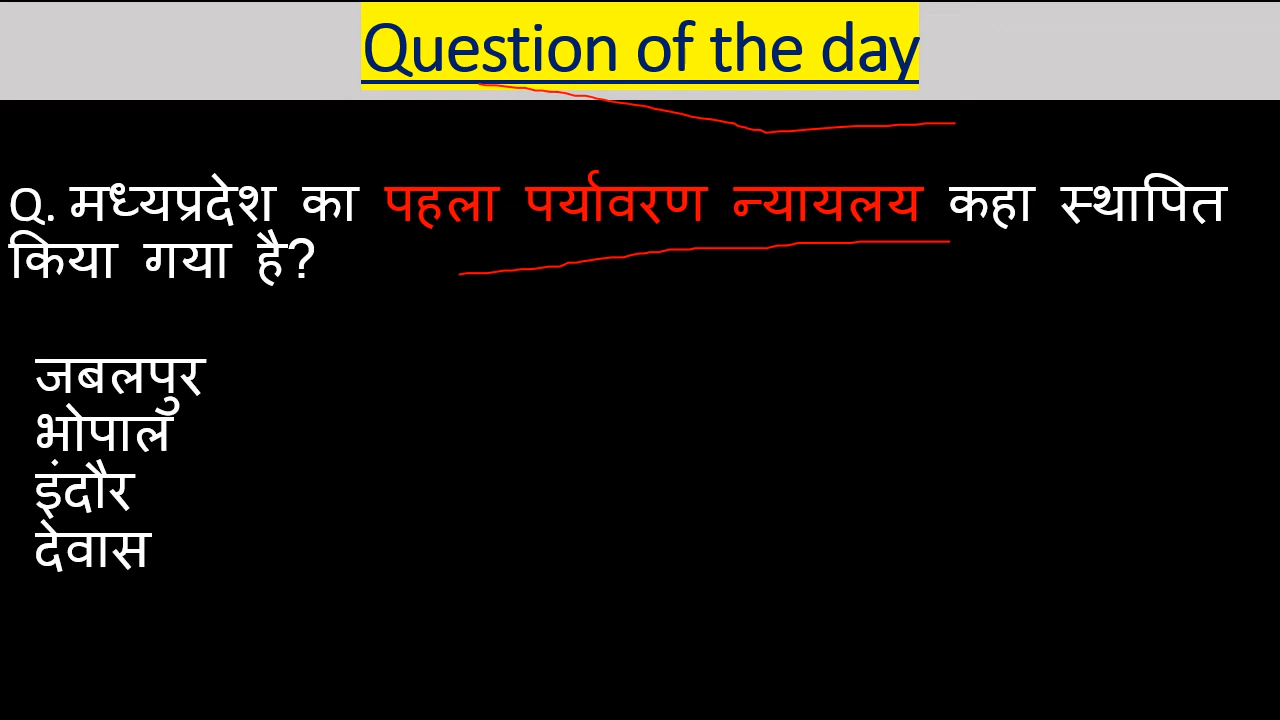 Question of the day
Q. मध्यप्रदेश का पहला पर्यावरण न्यायलय कहा स्थापित
किया गया है?
जबलपुर
भोपाल
इंदौर
देवास